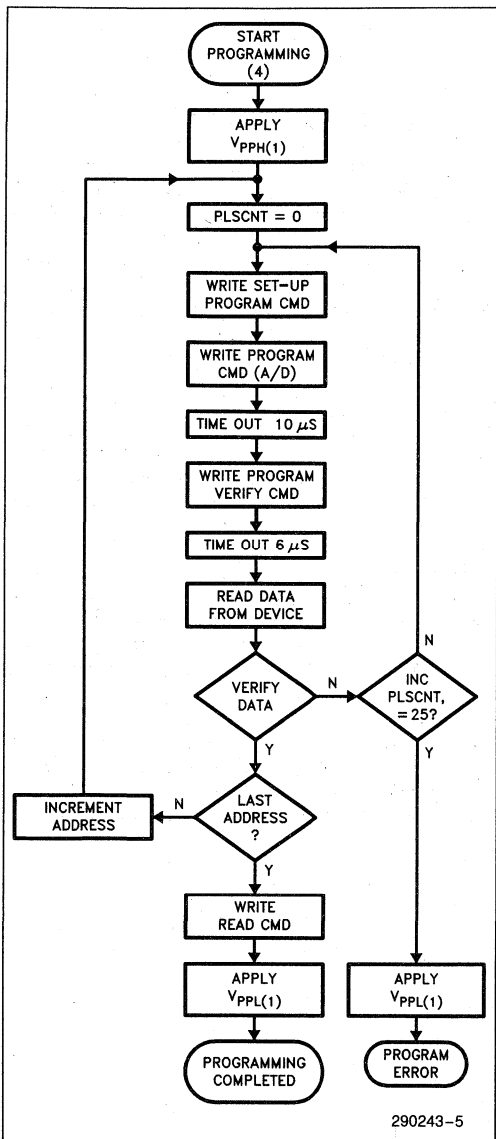 START
PROGRAMMING
(4)
APPLY
VPPH(1)
PLSCNT = 0
WRITE SET-UP
PROGRAM CMD
WRITE PROGRAM
CMD (A/D)
TIME OUT 10 μS
WRITE PROGRAM
VERIFY CMD
TIME OUT 6 μS
READ DATA
FROM DEVICE
VERIFY
DATA
N
Y
INC
PLSCNT,
=25?
N
Y
LAST
ADDRESS
?
N
Y
INCREMENT
ADDRESS
WRITE
READ CMD
APPLY
VPPL(1)
PROGRAMMING
COMPLETED
APPLY
VPPL(1)
PROGRAM
ERROR
290243-5